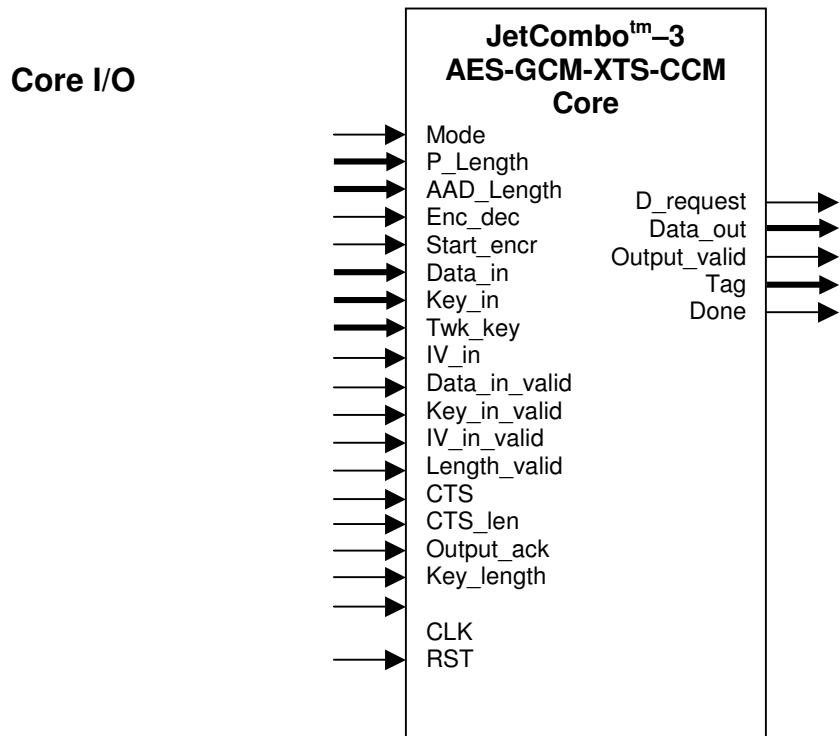 Core I/O
JetCombo™–3
AES-GCM-XTS-CCM
Core
Mode
P_Length
AAD_Length
Enc_dec
Start_encr
Data_in
Key_in
Twk_key
IV_in
Data_in_valid
Key_in_valid
IV_in_valid
Length_valid
CTS
CTS_len
Output_ack
Key_length
CLK
RST
D_request
Data_out
Output_valid
Tag
Done